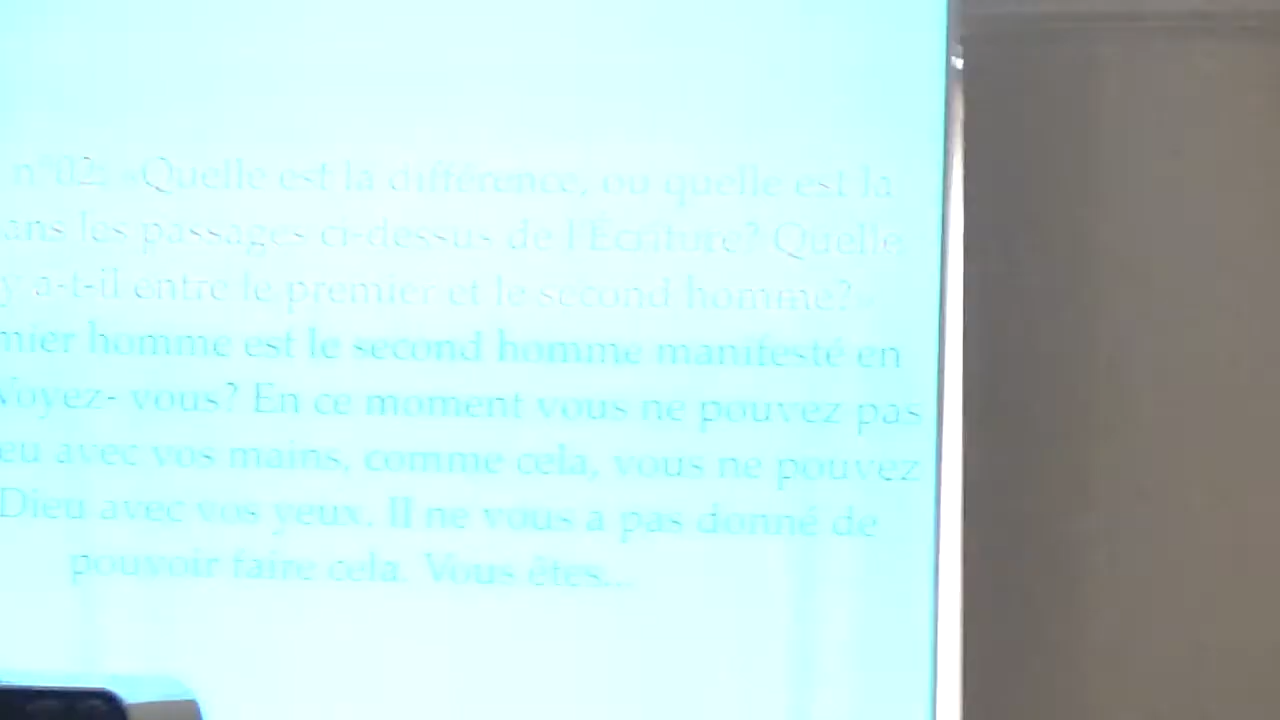 n°02: «Quelle est la différence, ou quelle est la
ans les passages ci-dessus de l'Écriture? Quelle
y a-t-il entre le premier et le second homme?»
mier homme est le second homme manifesté en
Voyez- vous? En ce moment vous ne pouvez pas
eu avec vos mains, comme cela, vous ne pouvez
Dieu avec vos yeux. Il ne vous a pas donné de
pouvoir faire cela. Vous êtes...